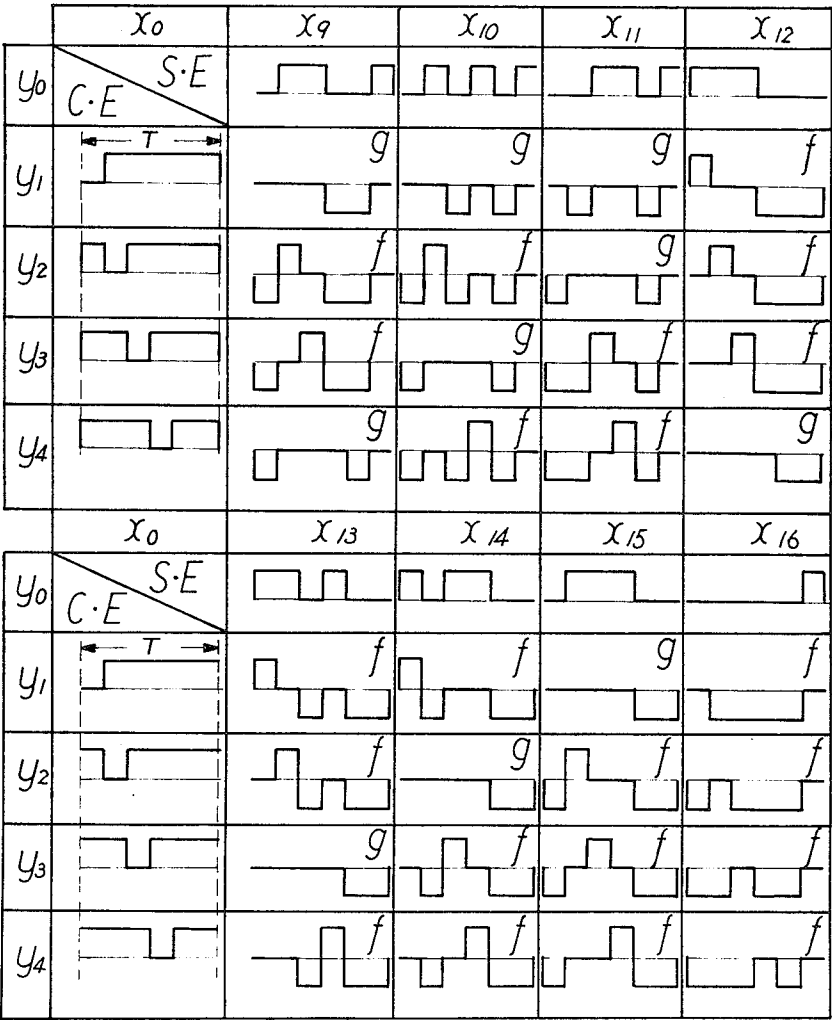 x0 x9 x10 x11 x12
y0 C·E S·E
y1 T g g g f
y2 f f g f
y3 f g f f
y4 g f f g
x0 x13 x14 x15 x16
y0 C·E S·E
y1 T f f g f
y2 f g f f
y3 g f f f
y4 f f f f